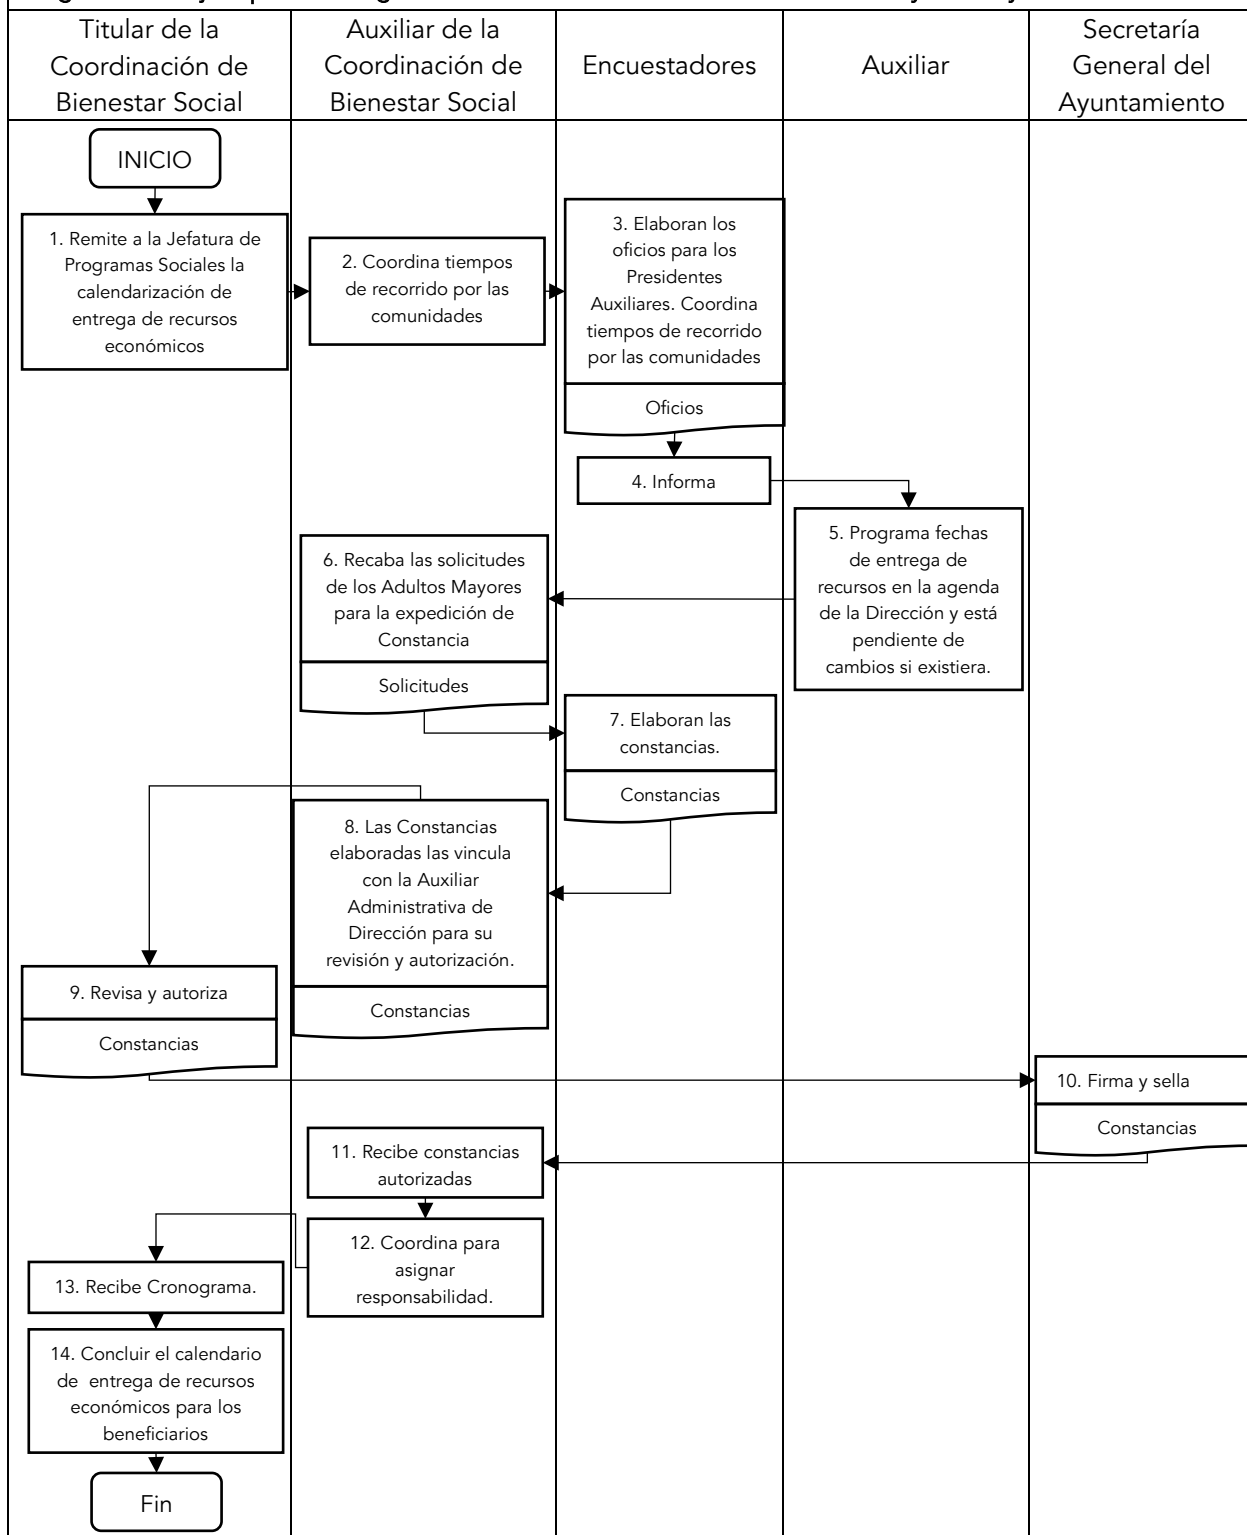 Titular de la
Coordinación de
Bienestar Social
Auxiliar de la
Coordinación de
Bienestar Social
Encuestadores
Auxiliar
Secretaría
General del
Ayuntamiento
INICIO
1. Remite a la Jefatura de
Programas Sociales la
calendarización de
entrega de recursos
económicos
2. Coordina tiempos
de recorrido por las
comunidades
3. Elaboran los
oficios para los
Presidentes
Auxiliares. Coordina
tiempos de recorrido
por las comunidades
Oficios
4. Informa
5. Programa fechas
de entrega de
recursos en la agenda
de la Dirección y está
pendiente de
cambios si existiera.
6. Recaba las solicitudes
de los Adultos Mayores
para la expedición de
Constancia
Solicitudes
7. Elaboran las
constancias.
Constancias
8. Las Constancias
elaboradas las vincula
con la Auxiliar
Administrativa de
Dirección para su
revisión y autorización.
Constancias
9. Revisa y autoriza
Constancias
10. Firma y sella
Constancias
11. Recibe constancias
autorizadas
12. Coordina para
asignar
responsabilidad.
13. Recibe Cronograma.
14. Concluir el calendario
de entrega de recursos
económicos para los
beneficiarios
Fin